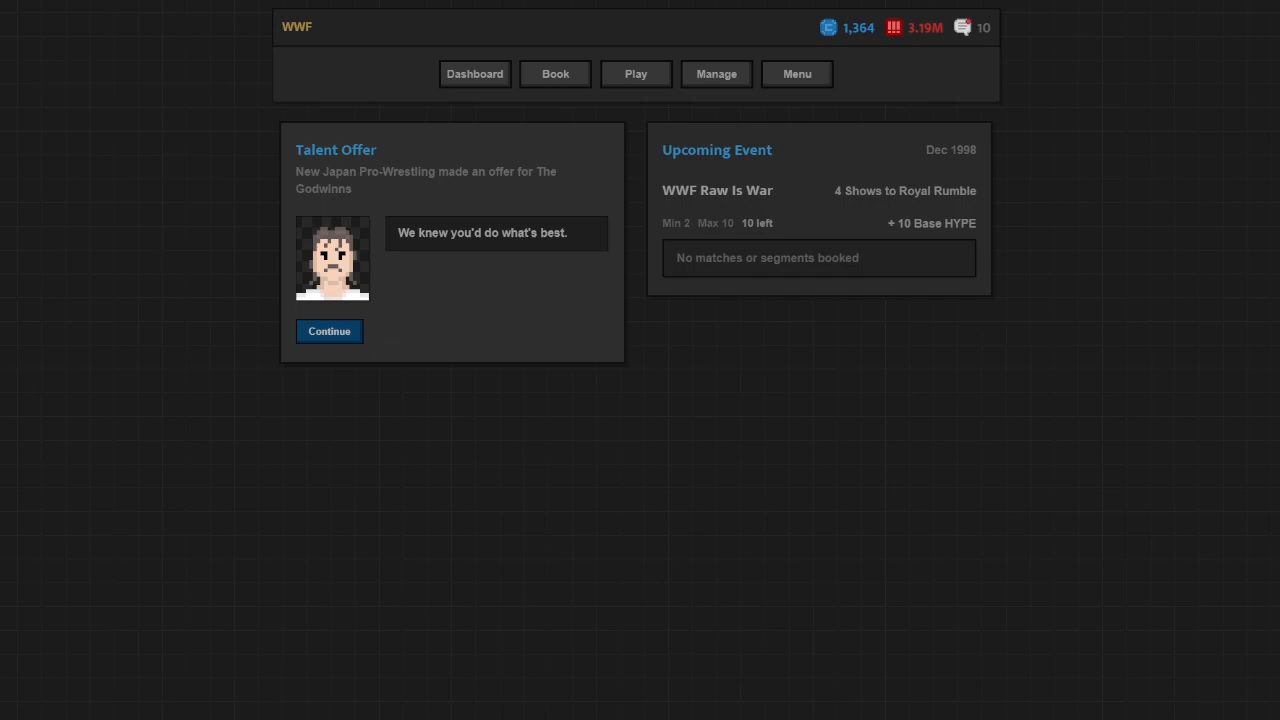 WWF
1,364
3.19M
10
Dashboard
Book
Play
Manage
Menu
Talent Offer
New Japan Pro-Wrestling made an offer for The
Godwinns
We knew you'd do what's best.
Continue
Upcoming Event
Dec 1998
WWF Raw Is War
4 Shows to Royal Rumble
Min 2 Max 10 10 left
+ 10 Base HYPE
No matches or segments booked